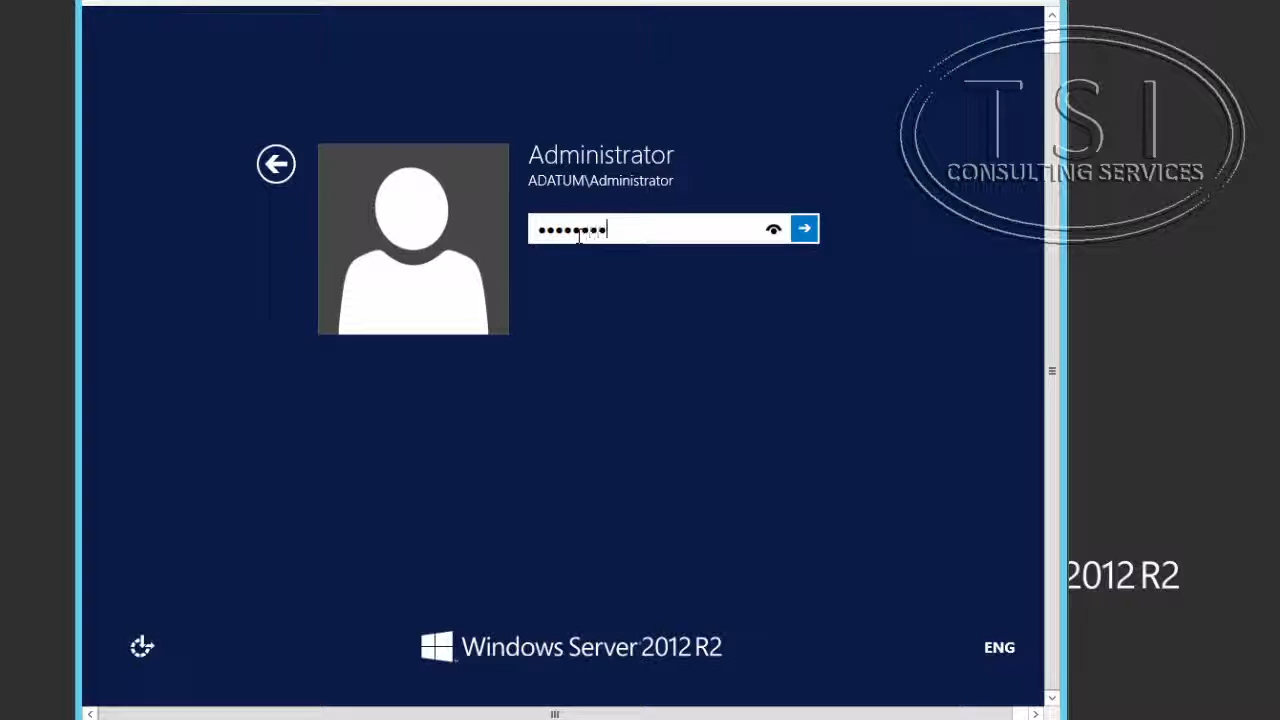 T S I
CONSULTING SERVICES
Administrator
ADATUM\Administrator
2012 R2
Windows Server 2012 R2
ENG